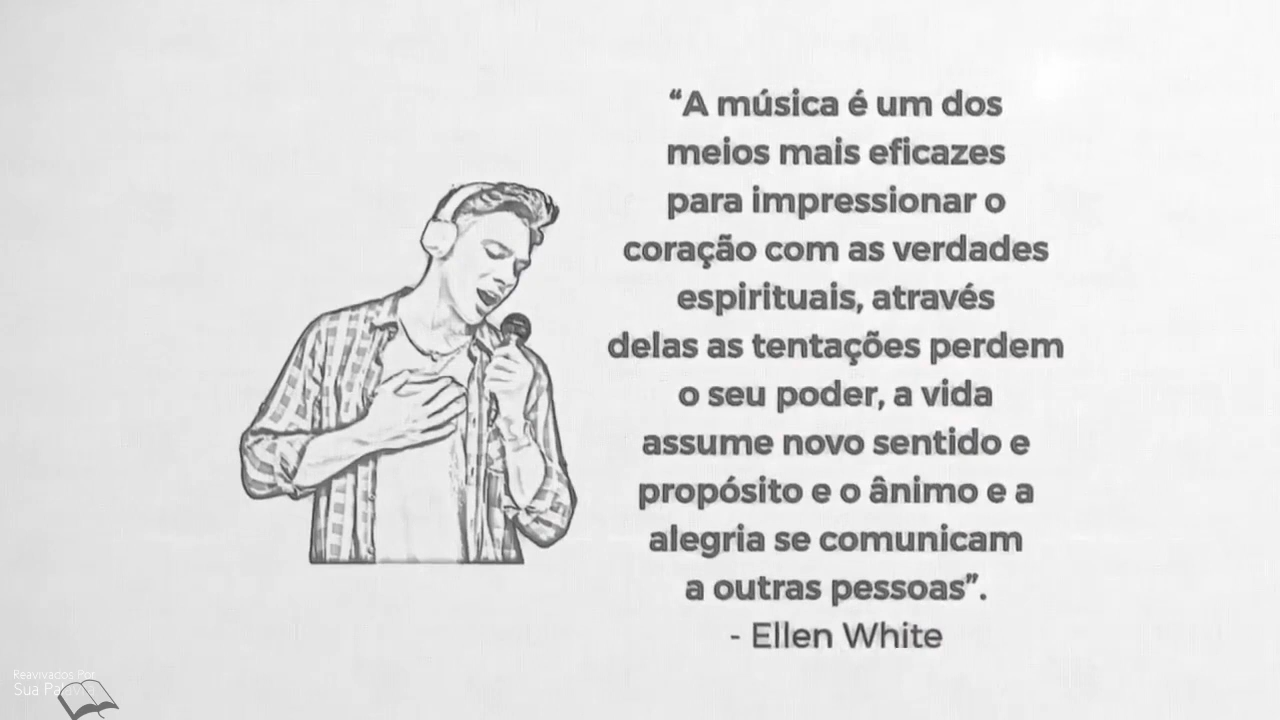 “A música é um dos
meios mais eficazes
para impressionar o
coração com as verdades
espirituais, através
delas as tentações perdem
o seu poder, a vida
assume novo sentido e
propósito e o ânimo e a
alegria se comunicam
a outras pessoas”.
- Ellen White
Reavivados Por
Sua Palavra